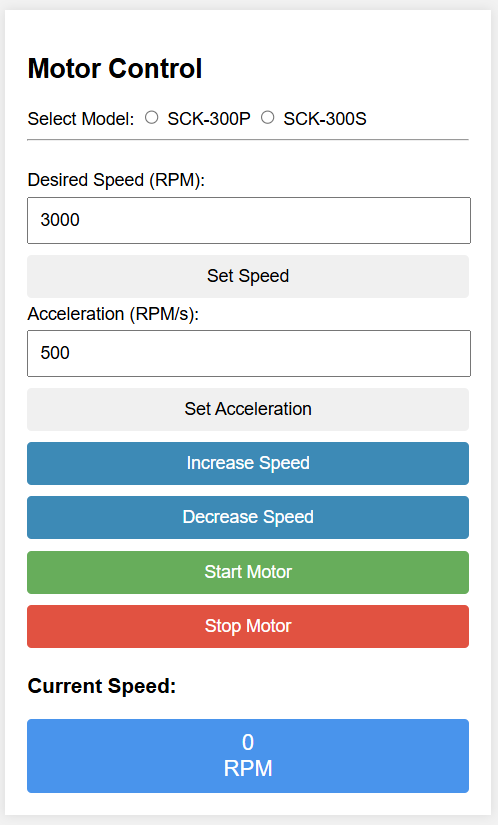 Motor Control
Select Model: SCK-300P SCK-300S
Desired Speed (RPM):
3000
Set Speed
Acceleration (RPM/s):
500
Set Acceleration
Increase Speed
Decrease Speed
Start Motor
Stop Motor
Current Speed:
0
RPM